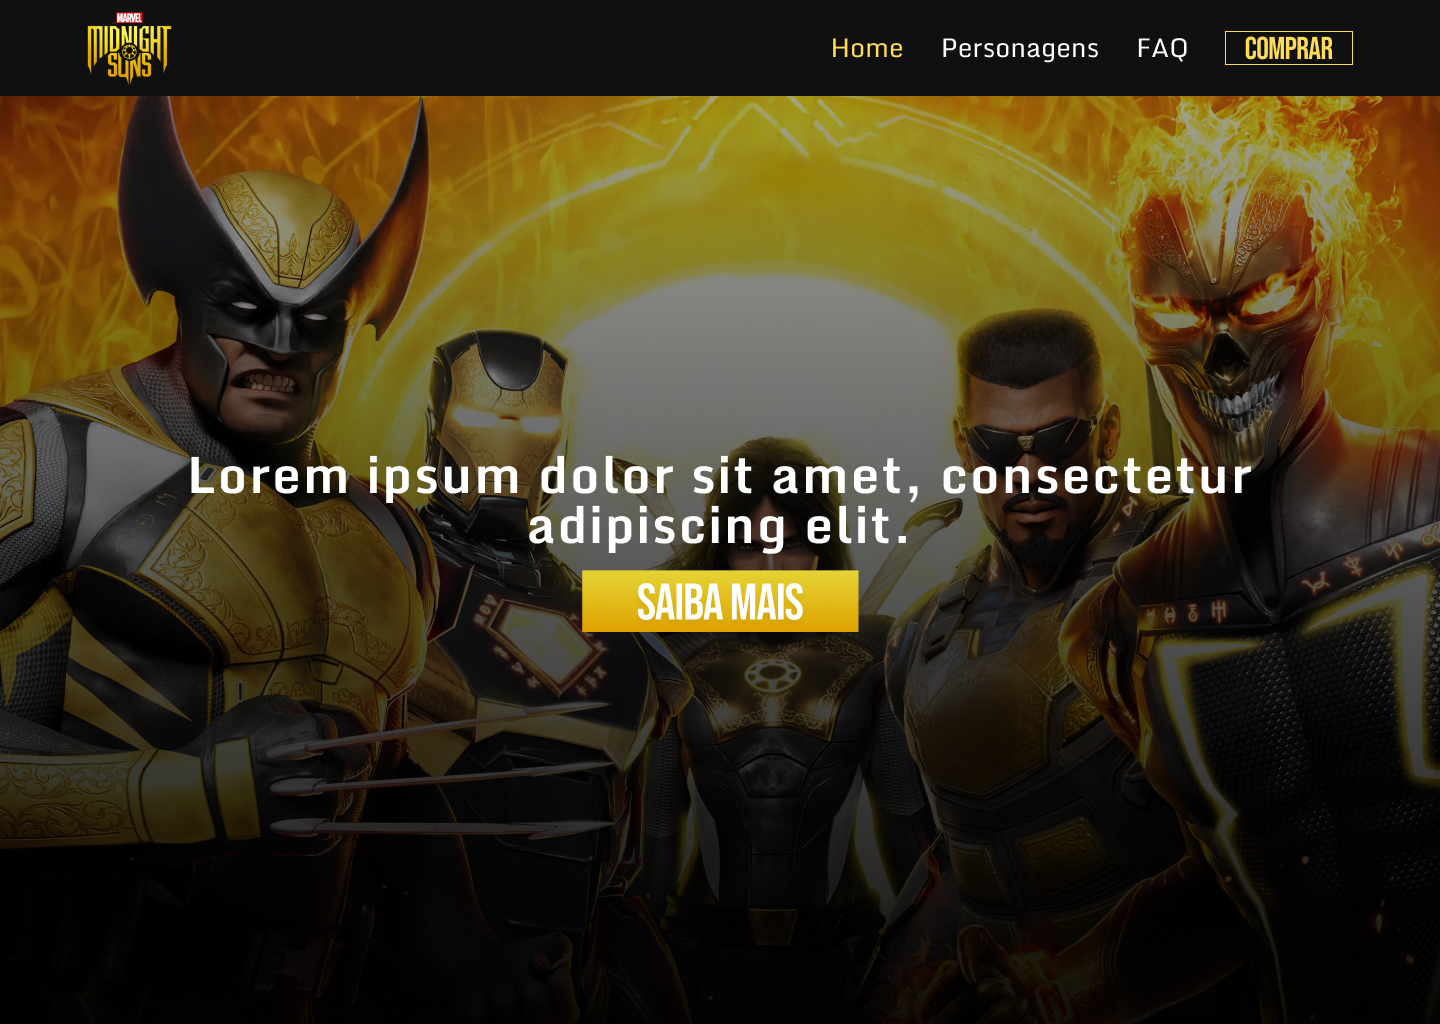 MARVEL
MIDNIGHT
SUNS
Home
Personagens
FAQ
COMPRAR
Lorem ipsum dolor sit amet, consectetur
adipiscing elit.
SAIBA MAIS